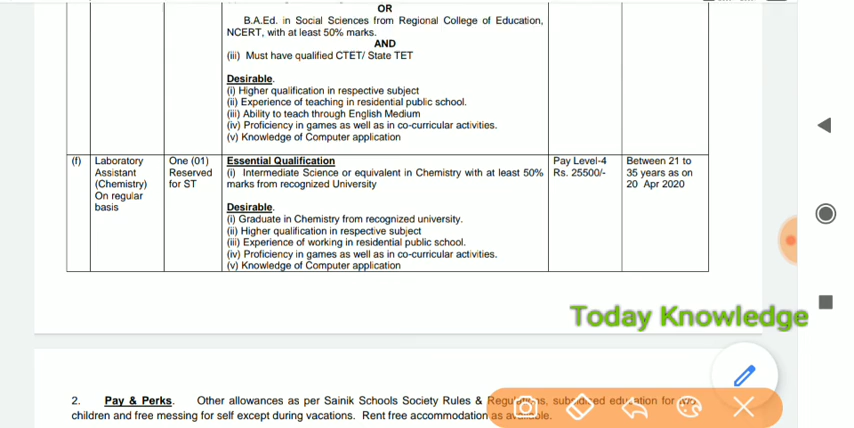 OR
B.A.Ed. in Social Sciences from Regional College of Education,
NCERT, with at least 50% marks.
AND
(iii) Must have qualified CTET/ State TET
Desirable.
(i) Higher qualification in respective subject
(ii) Experience of teaching in residential public school.
(iii) Ability to teach through English Medium
(iv) Proficiency in games as well as in co-curricular activities.
(v) Knowledge of Computer application
(f)
Laboratory
Assistant
(Chemistry)
On regular
basis
One (01)
Reserved
for ST
Essential Qualification
(i) Intermediate Science or equivalent in Chemistry with at least 50%
marks from recognized University
Desirable.
(i) Graduate in Chemistry from recognized university.
(ii) Higher qualification in respective subject
(iii) Experience of working in residential public school.
(iv) Proficiency in games as well as in co-curricular activities.
(v) Knowledge of Computer application
Pay Level-4
Rs. 25500/-
Between 21 to
35 years as on
20 Apr 2020
Today Knowledge
2. Pay & Perks. Other allowances as per Sainik Schools Society Rules & Regulations, subsidised education for two
children and free messing for self except during vacations. Rent free accommodation as available.